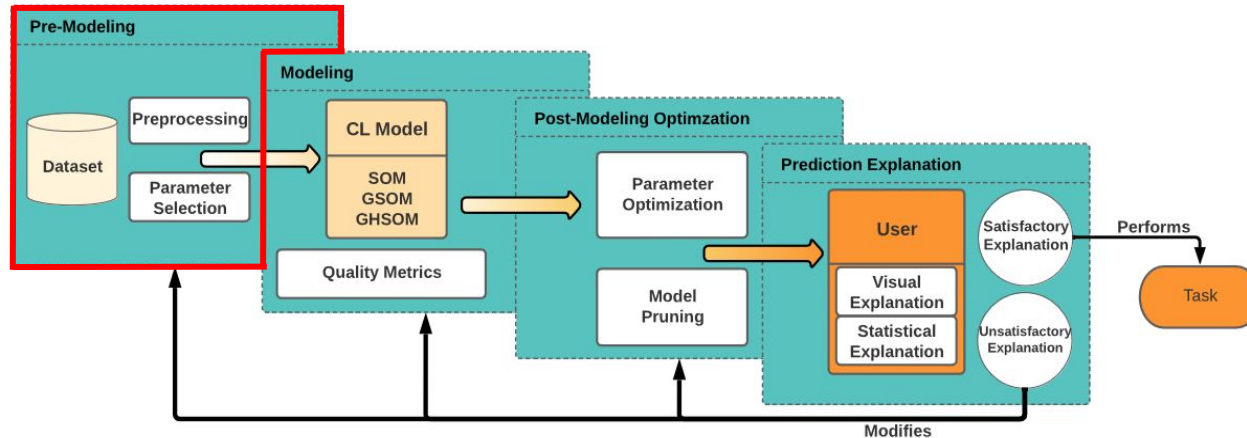 Pre-Modeling
Dataset
Preprocessing
Parameter
Selection
Modeling
CL Model
SOM
GSOM
GHSOM
Quality Metrics
Post-Modeling Optimzation
Parameter
Optimization
Model
Pruning
Prediction Explanation
User
Visual
Explanation
Statistical
Explanation
Satisfactory
Explanation
Unsatisfactory
Explanation
Performs
Task
Modifies